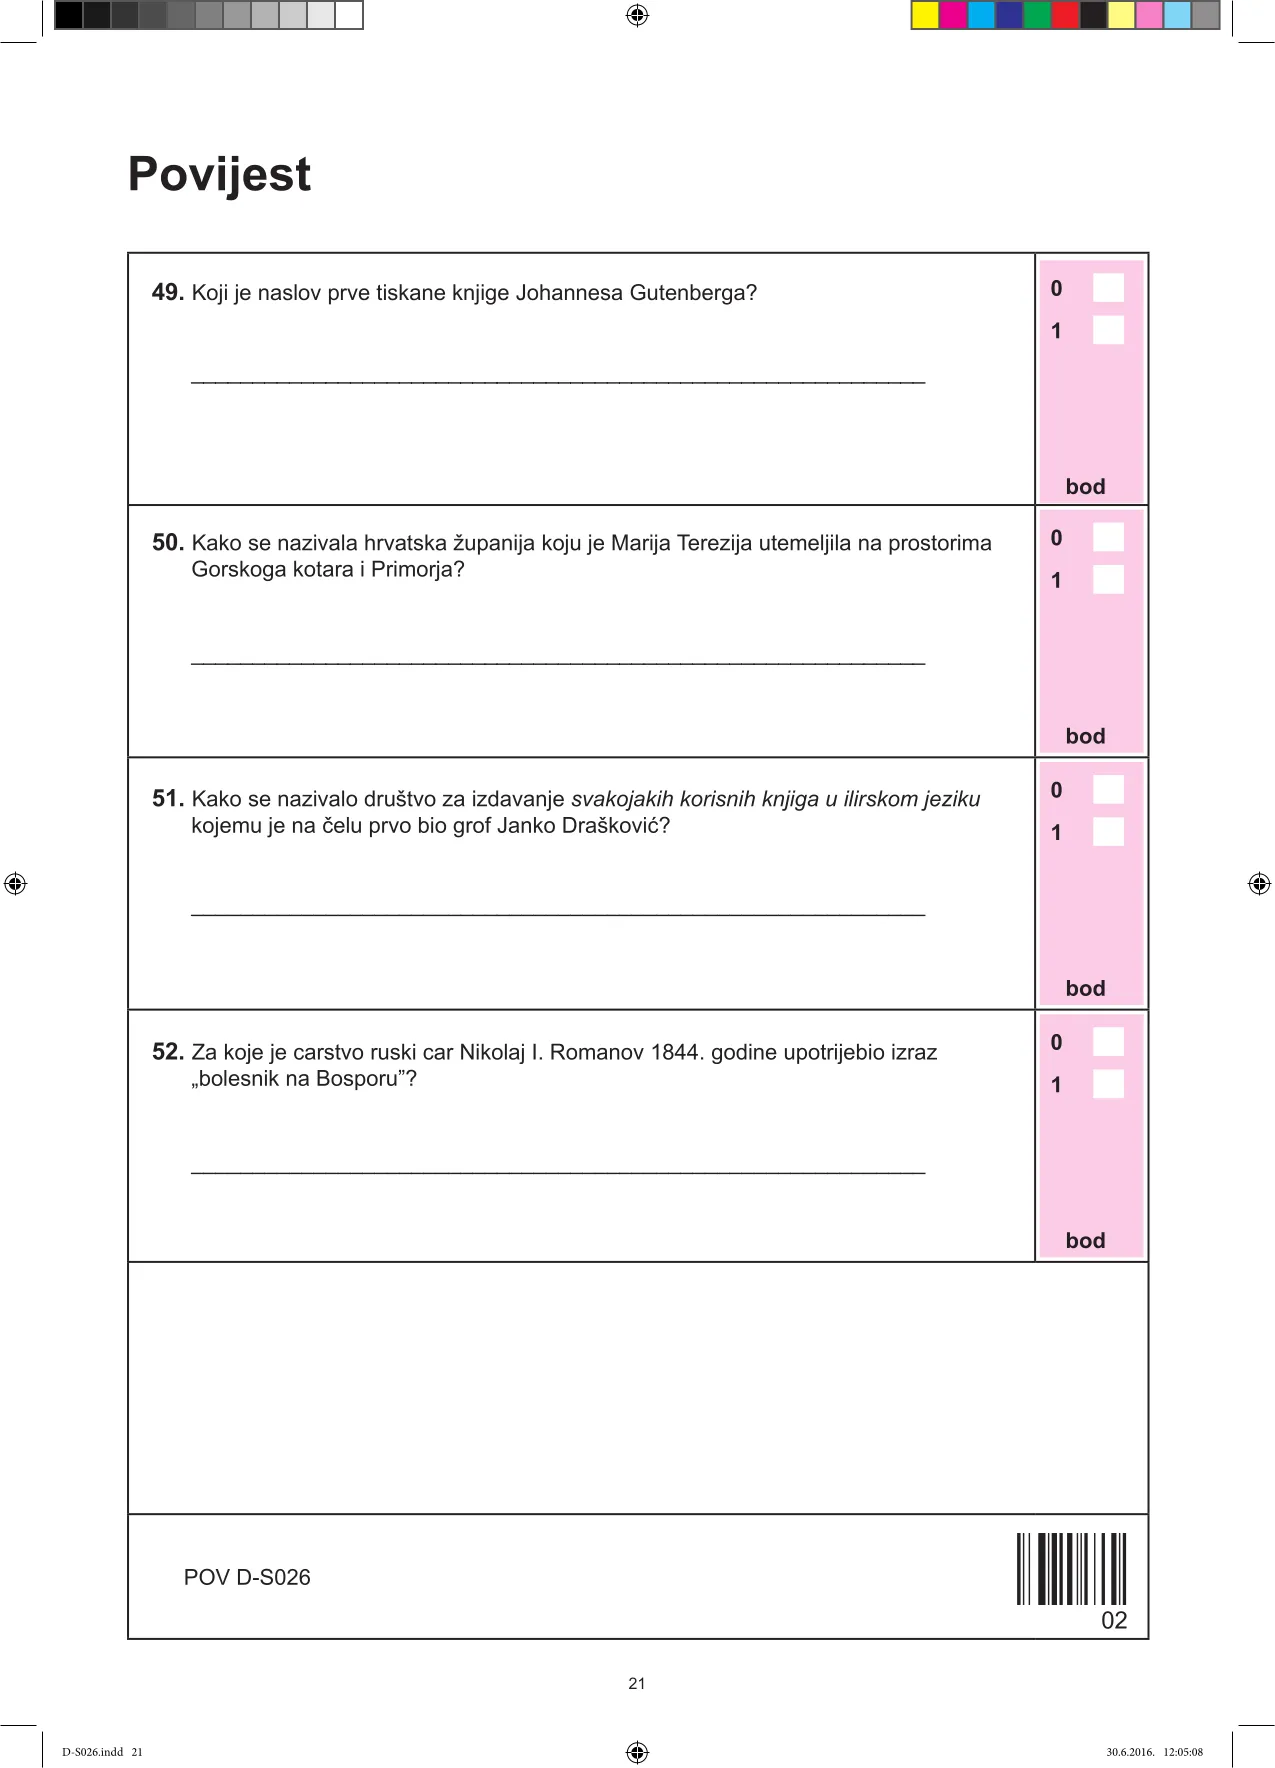 Povijest
49. Koji je naslov prve tiskane knjige Johannesa Gutenberga?
____________________________________________________________
0
1
bod
50. Kako se nazivala hrvatska županija koju je Marija Terezija utemeljila na prostorima
Gorskoga kotara i Primorja?
____________________________________________________________
0
1
bod
51. Kako se nazivalo društvo za izdavanje svakojakih korisnih knjiga u ilirskom jeziku
kojemu je na čelu prvo bio grof Janko Drašković?
____________________________________________________________
0
1
bod
52. Za koje je carstvo ruski car Nikolaj I. Romanov 1844. godine upotrijebio izraz
„bolesnik na Bosporu”?
____________________________________________________________
0
1
bod
POV D-S026
02
21
D-S026.indd 21
30.6.2016. 12:05:08